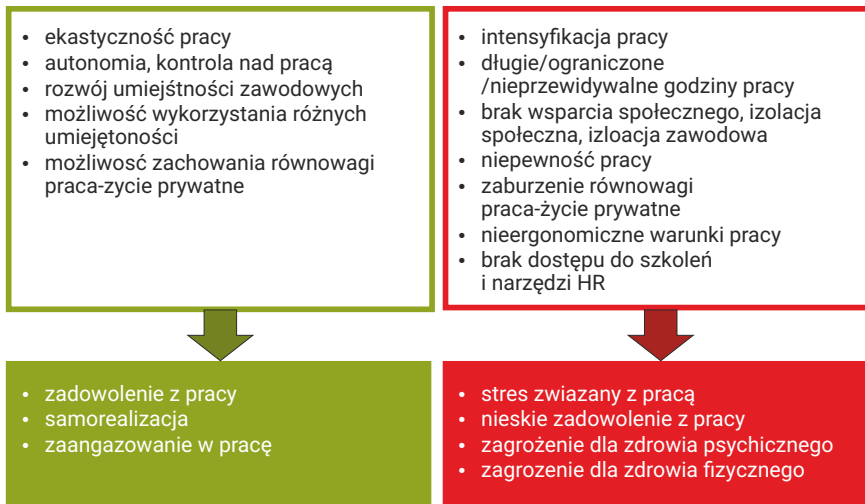 • ekastyczność pracy
• autonomia, kontrola nad pracą
• rozwój umiejśtności zawodowych
• możliwość wykorzystania różnych
umiejętoności
• możliwosć zachowania równowagi
praca-zycie prywatne
• intensyfikacja pracy
• długie/ograniczone
/nieprzewidywalne godziny pracy
• brak wsparcia społecznego, izolacja
społeczna, izloacja zawodowa
• niepewność pracy
• zaburzenie równowagi
praca-życie prywatne
• nieergonomiczne warunki pracy
• brak dostępu do szkoleń
i narzędzi HR
• zadowolenie z pracy
• samorealizacja
• zaangazowanie w pracę
• stres zwiazany z pracą
• nieskie zadowolenie z pracy
• zagrożenie dla zdrowia psychicznego
• zagrozenie dla zdrowia fizycznego